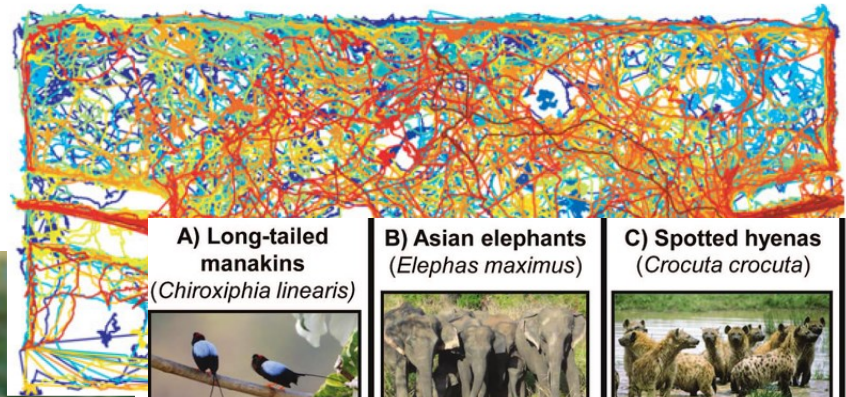 A) Long-tailed
manakins
(Chiroxiphia linearis)
B) Asian elephants
(Elephas maximus)
C) Spotted hyenas
(Crocuta crocuta)